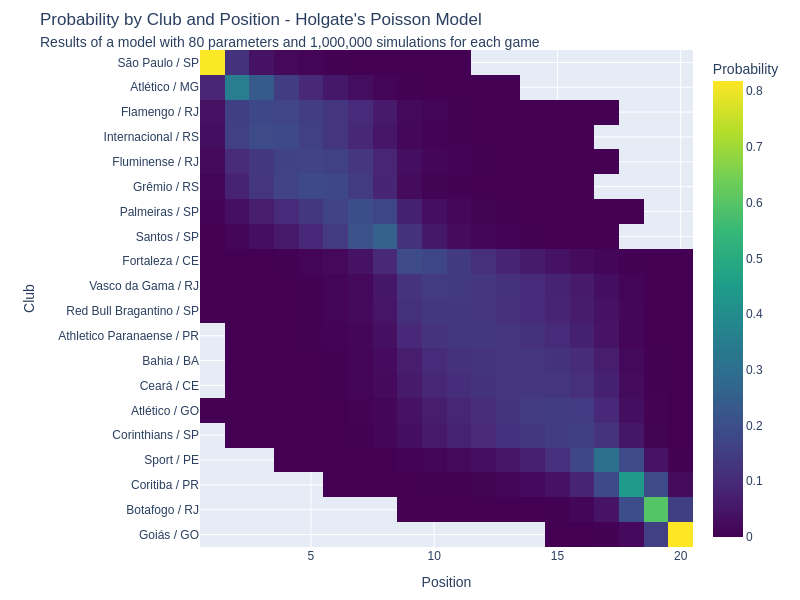 Probability by Club and Position - Holgate's Poisson Model
Results of a model with 80 parameters and 1,000,000 simulations for each game
Probability
São Paulo / SP
Atlético / MG
Flamengo / RJ
Internacional / RS
Fluminense / RJ
Grêmio / RS
Palmeiras / SP
Santos / SP
Fortaleza / CE
Vasco da Gama / RJ
Red Bull Bragantino / SP
Athletico Paranaense / PR
Bahia / BA
Ceará / CE
Atlético / GO
Corinthians / SP
Sport / PE
Coritiba / PR
Botafogo / RJ
Goiás / GO
Club
5
10
15
20
Position
0.8
0.7
0.6
0.5
0.4
0.3
0.2
0.1
0